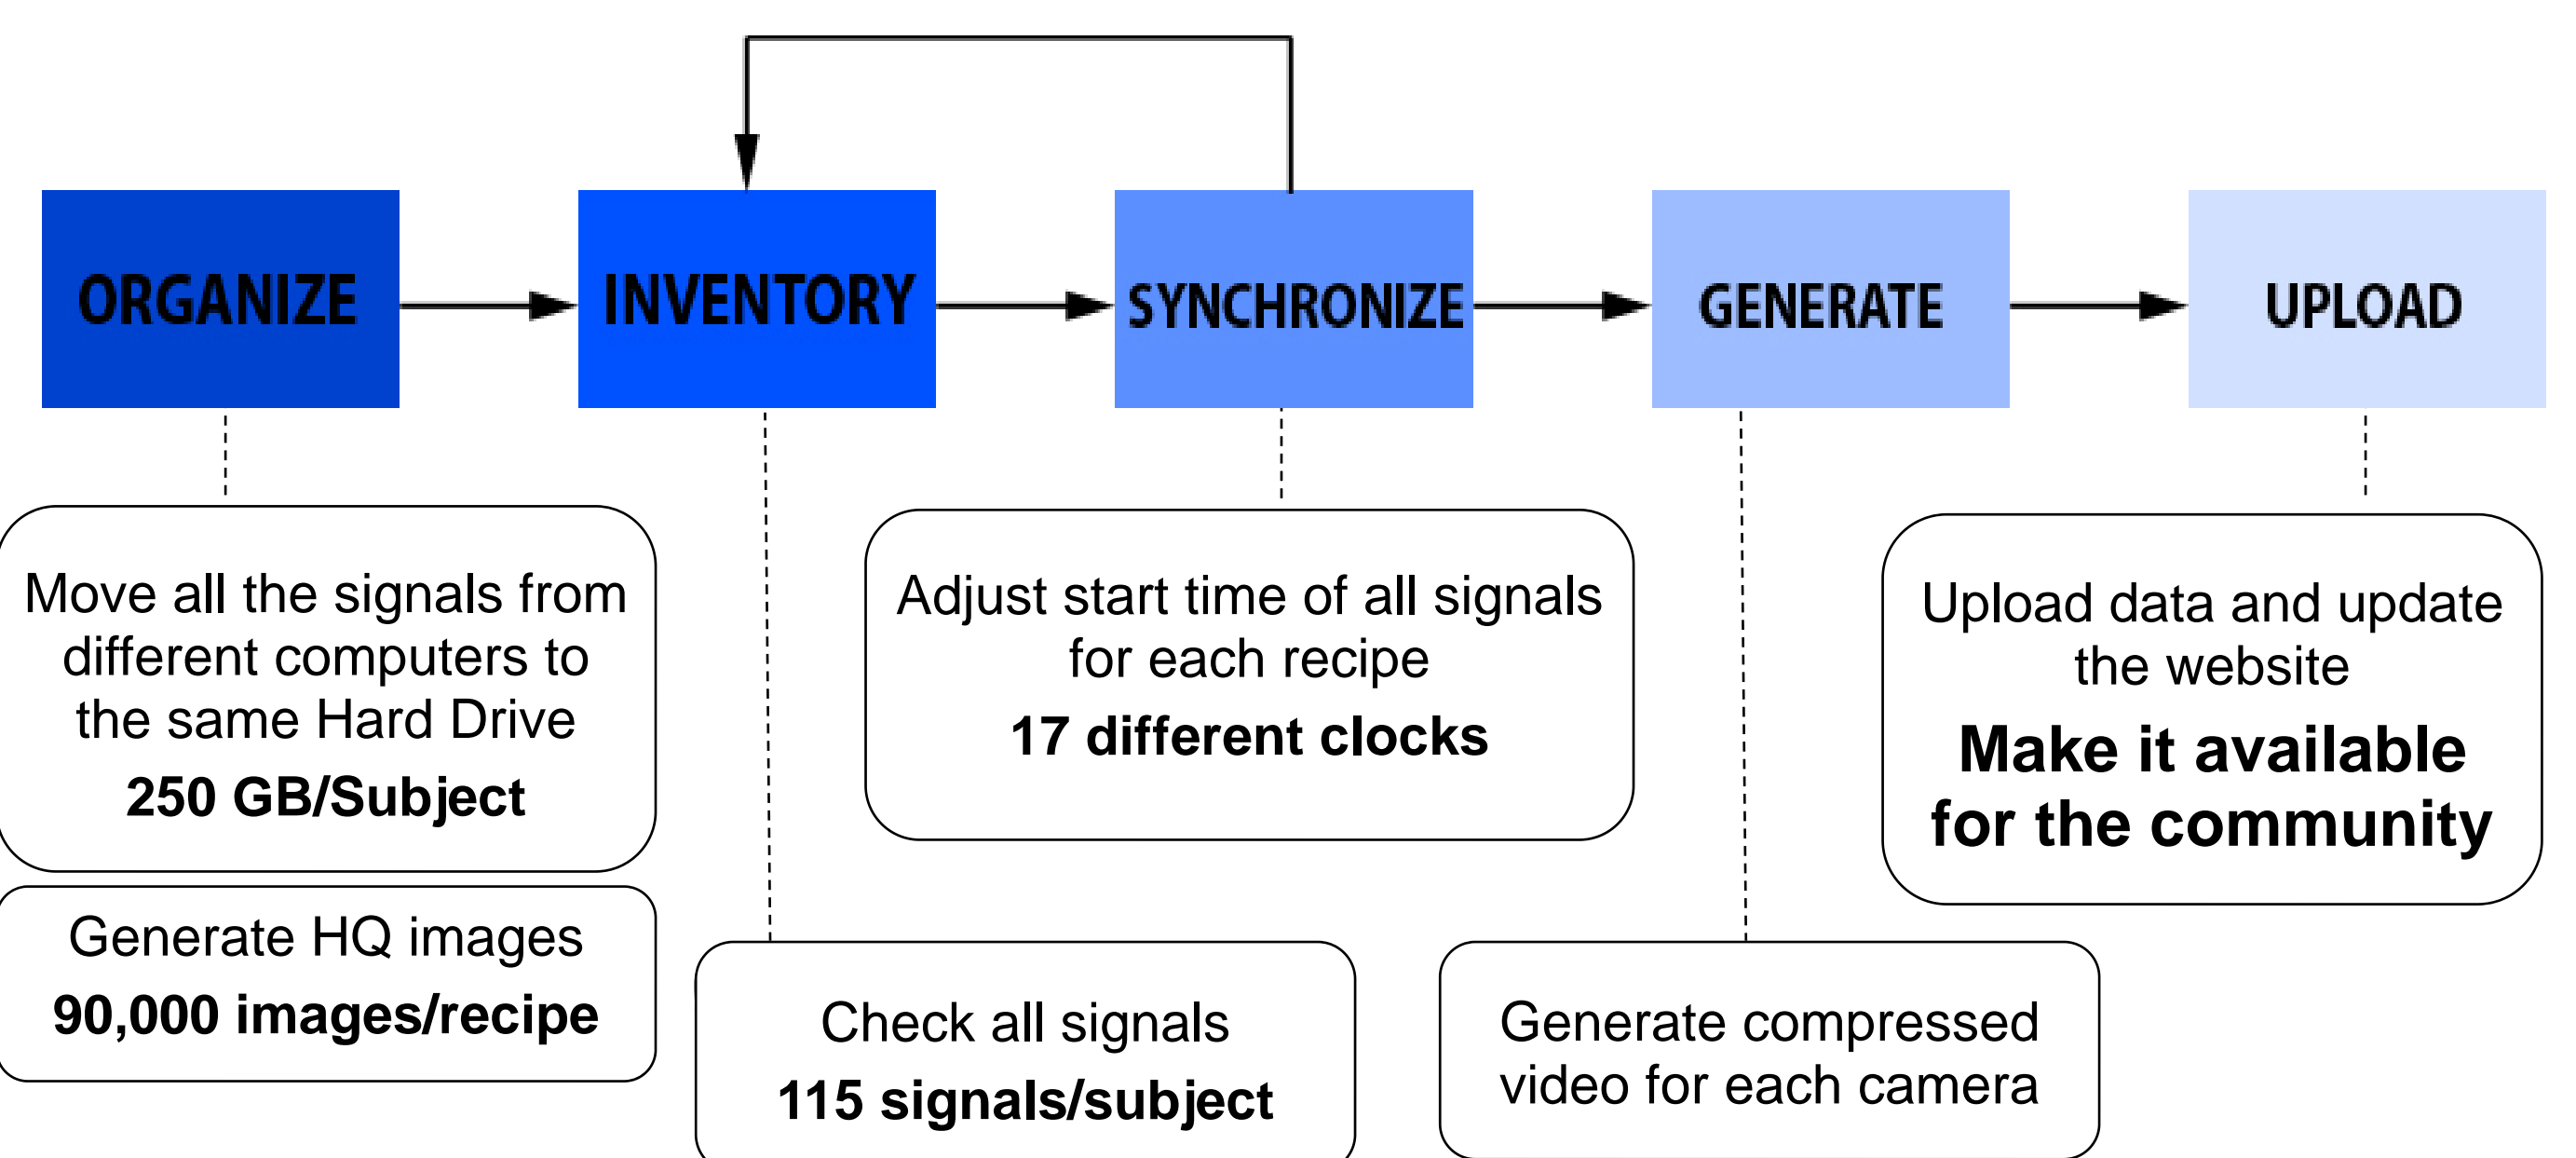 ORGANIZE
INVENTORY
SYNCHRONIZE
GENERATE
UPLOAD
Move all the signals from
different computers to
the same Hard Drive
250 GB/Subject
Generate HQ images
90,000 images/recipe
Check all signals
115 signals/subject
Adjust start time of all signals
for each recipe
17 different clocks
Generate compressed
video for each camera
Upload data and update
the website
Make it available
for the community